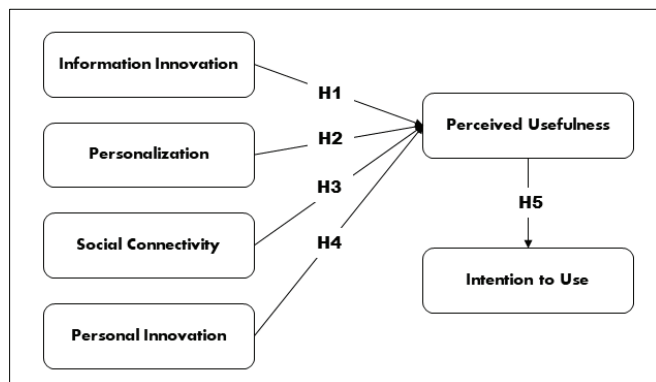 Information Innovation
H1
Perceived Usefulness
Personalization
H2
H3
H5
Social Connectivity
H4
Intention to Use
Personal Innovation